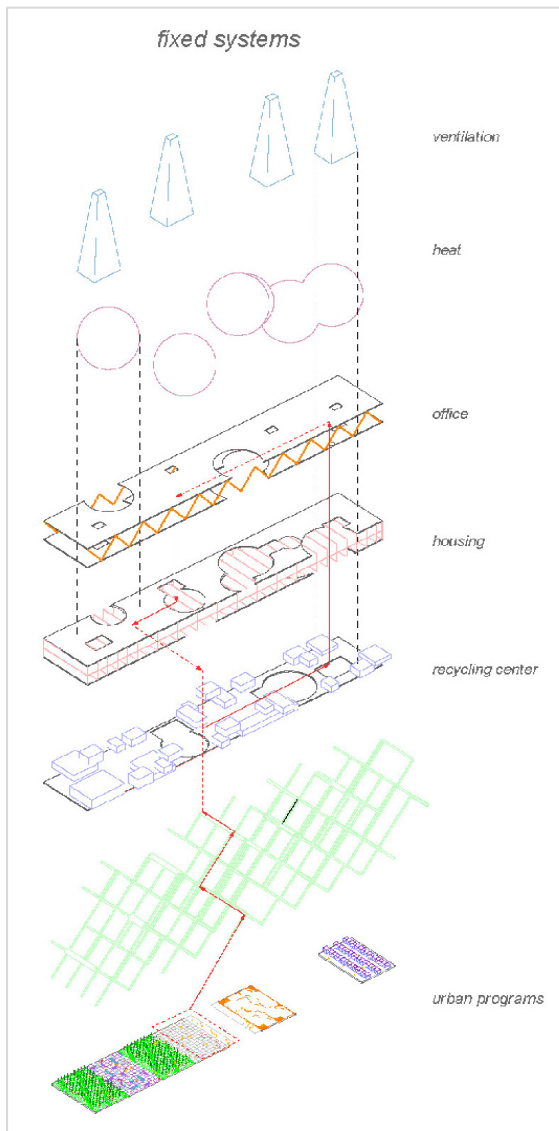 fixed systems
ventilation
heat
office
housing
recycling center
urban programs